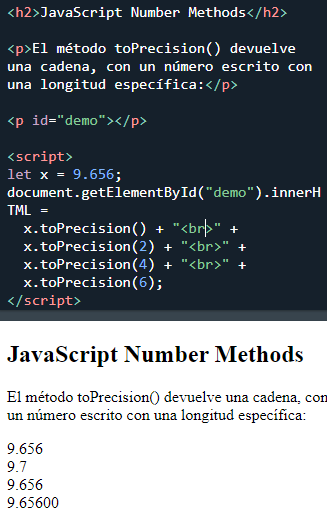 <h2>JavaScript Number Methods</h2>
<p>El método toPrecision() devuelve
una cadena, con un número escrito con
una longitud específica:</p>
<p id="demo"></p>
<script>
let x = 9.656;
document.getElementById("demo").innerH
TML =
  x.toPrecision() + "<br>" +
  x.toPrecision(2) + "<br>" +
  x.toPrecision(4) + "<br>" +
  x.toPrecision(6);
</script>
JavaScript Number Methods
El método toPrecision() devuelve una cadena, con
un número escrito con una longitud específica:
9.656
9.7
9.656
9.65600